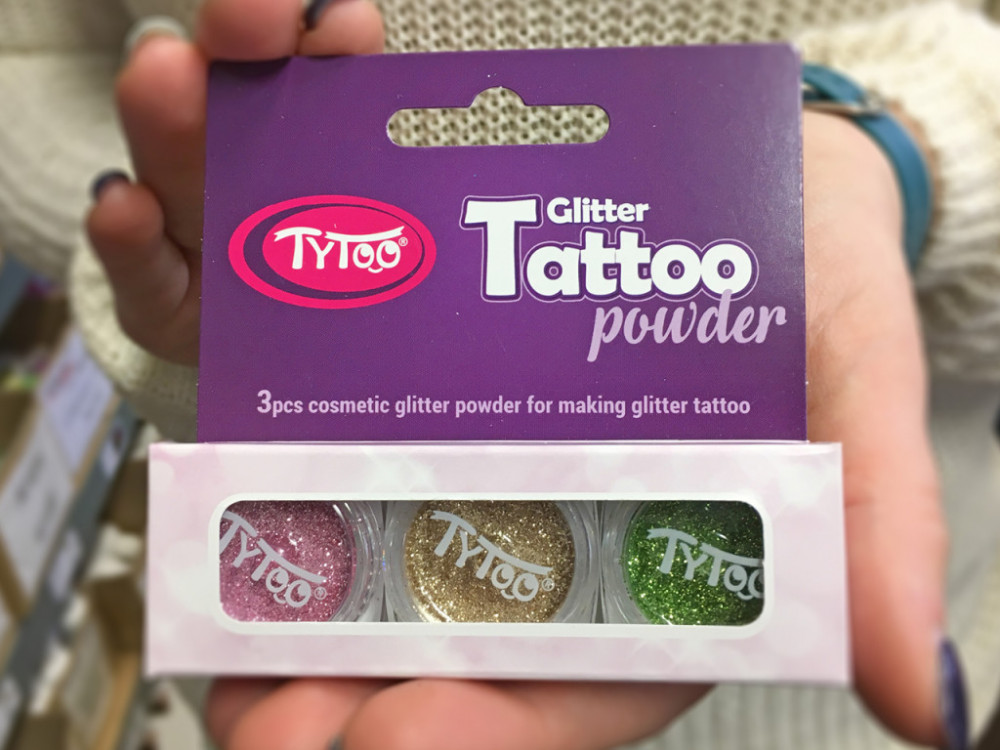 TyToo®
Glitter
Tattoo
powder
3pcs cosmetic glitter powder for making glitter tattoo
TyToo®
TyToo®
TyToo